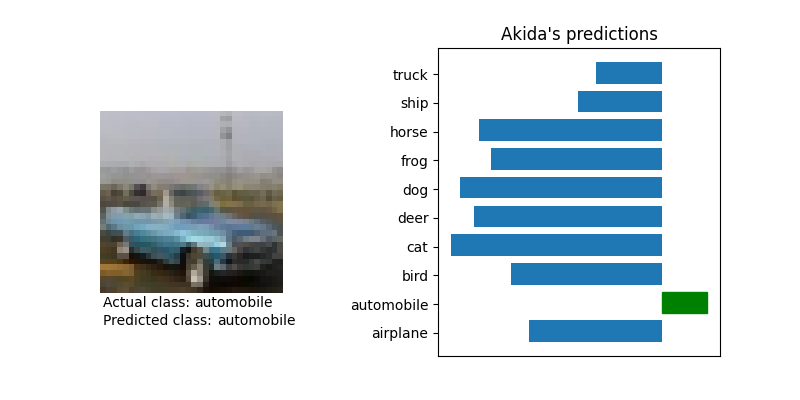 Akida's predictions
truck
ship
horse
frog
dog
deer
cat
bird
automobile
airplane
Actual class: automobile
Predicted class: automobile